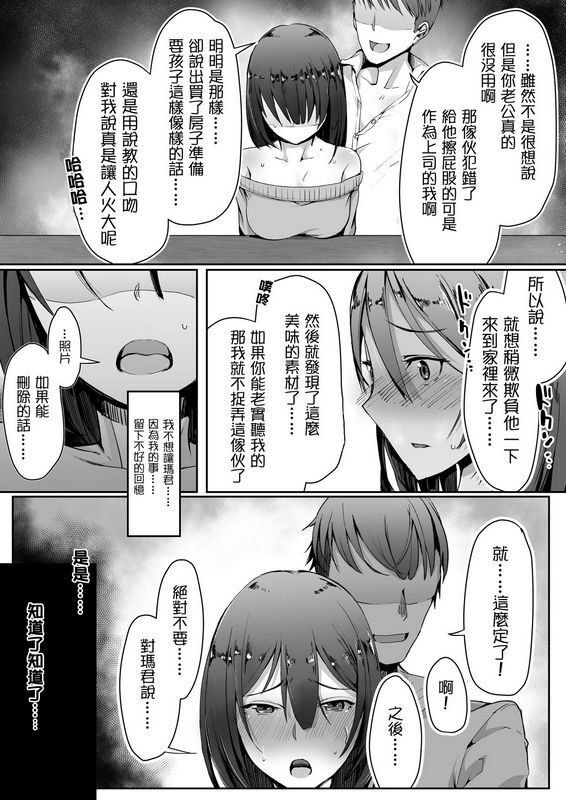 ……雖然不是很想說
但是你老公真的
很沒用啊
那傢伙犯錯了
給他擦屁股的可是
作為上司的我啊
明明是那樣……
卻說出買了房子準備
要孩子這樣像樣的話……
還是用說教的口吻
對我說真是讓人火大呢
哈哈哈…
所以說……
就想稍微欺負他一下
來到家裡來了……
然後就發現了這麼
美味的素材了……
噗咚
如果你能老實聽我的
那我就不捉弄這傢伙了
…照片
如果能
刪除的話……
我不想讓瑪君…
因為我的事……
留下不好的回憶
就……這麼定了！
啊！
之後……
絕對不要……
對瑪君說……
是是……
知道了知道了……